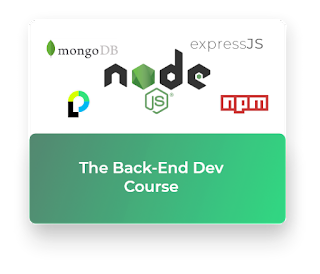 mongoDB
expressJS
node
JS
npm
The Back-End Dev
Course